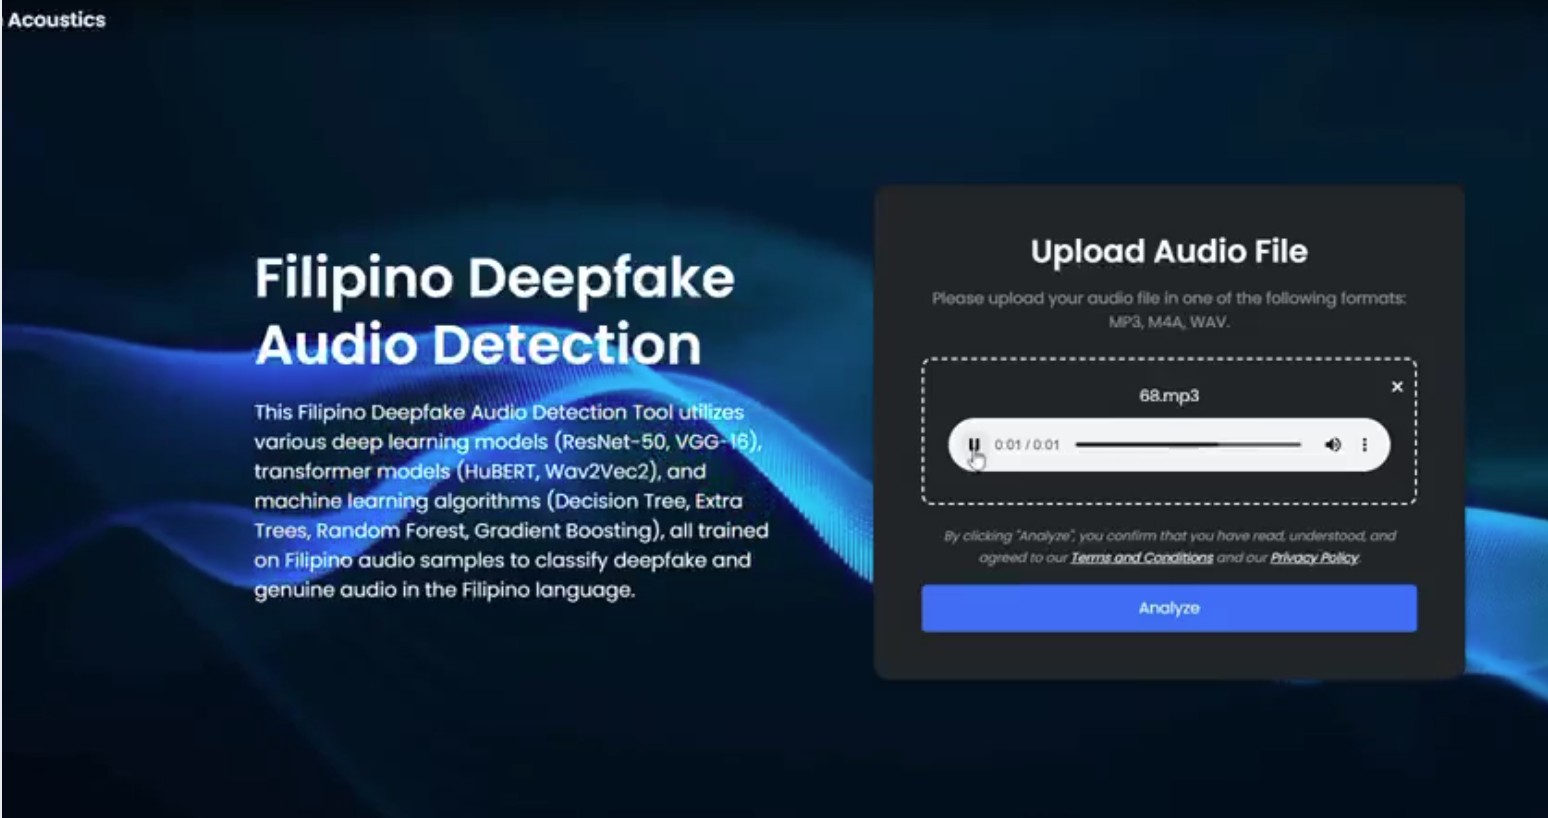 Acoustics
Filipino Deepfake
Audio Detection
This Filipino Deepfake Audio Detection Tool utilizes
various deep learning models (ResNet-50, VGG-16),
transformer models (HuBERT, Wav2Vec2), and
machine learning algorithms (Decision Tree, Extra
Trees, Random Forest, Gradient Boosting), all trained
on Filipino audio samples to classify deepfake and
genuine audio in the Filipino language.
Upload Audio File
Please upload your audio file in one of the following formats:
MP3, M4A, WAV.
68.mp3
0:01 / 0:01
By clicking "Analyze", you confirm that you have read, understood, and
agreed to our Terms and Conditions and our Privacy Policy.
Analyze